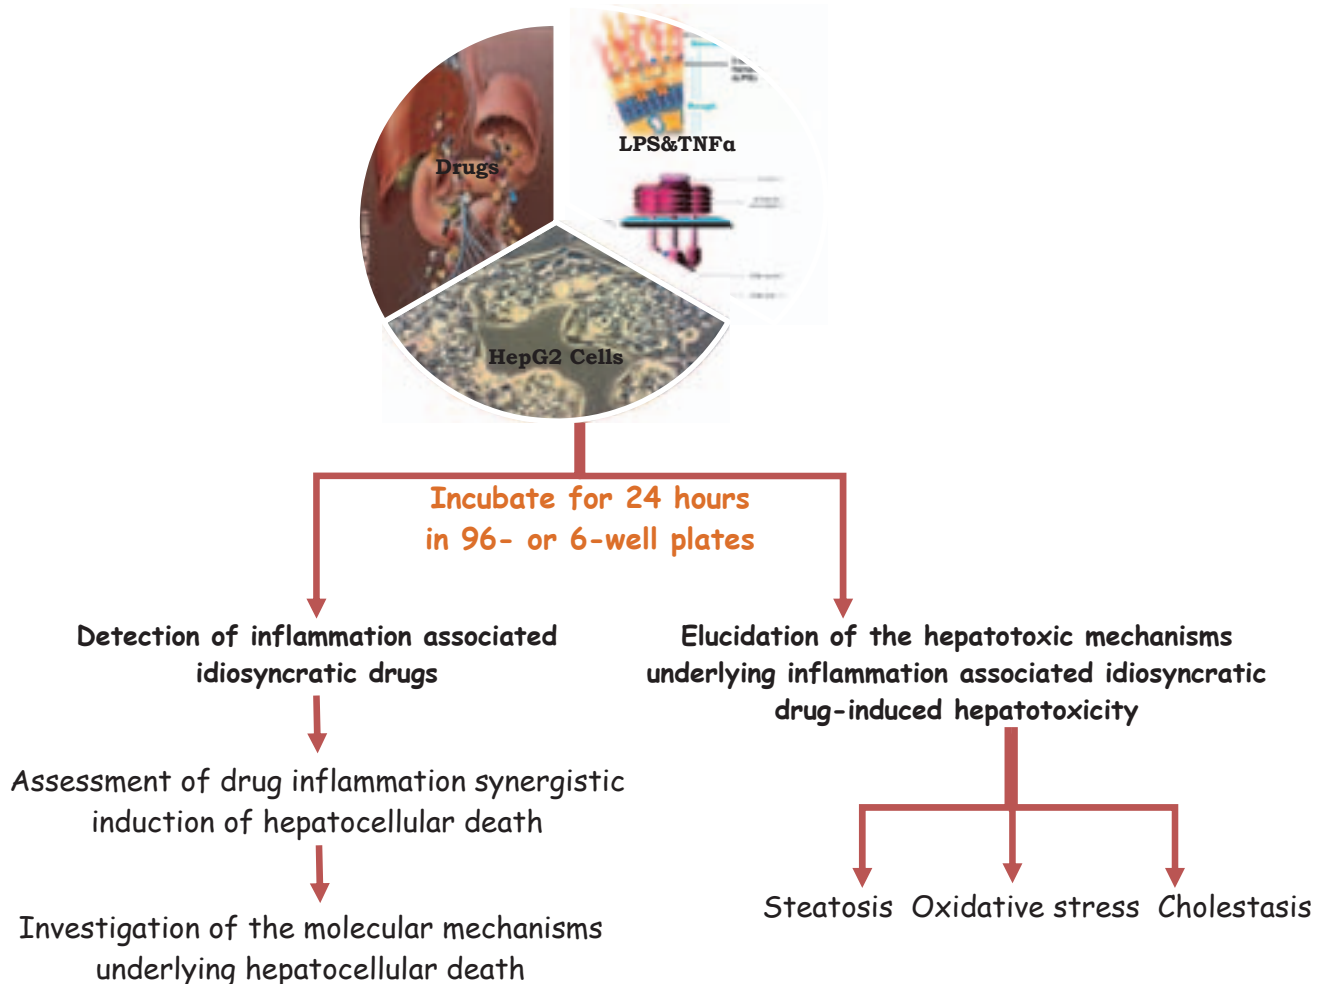 LPS&TNFα
Drugs
HepG2 Cells
Incubate for 24 hours
in 96- or 6-well plates
Detection of inflammation associated
idiosyncratic drugs
Elucidation of the hepatotoxic mechanisms
underlying inflammation associated idiosyncratic
drug-induced hepatotoxicity
Assessment of drug inflammation synergistic
induction of hepatocellular death
Investigation of the molecular mechanisms
underlying hepatocellular death
Steatosis Oxidative stress Cholestasis